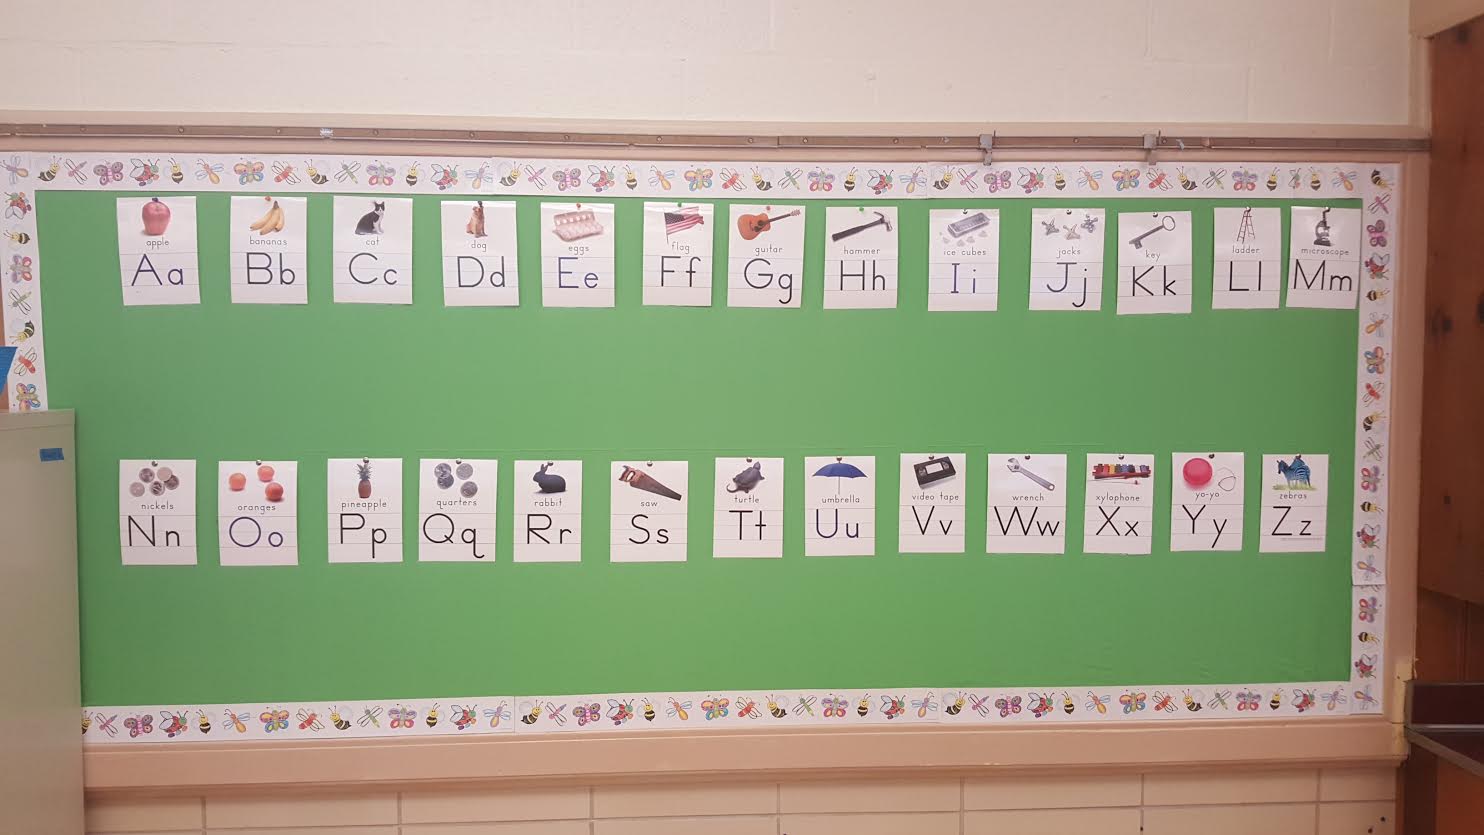 apple
Aa
bananas
Bb
cat
Cc
dog
Dd
eggs
Ee
flag
Ff
guitar
Gg
hammer
Hh
ice cubes
Ii
jacks
Jj
key
Kk
ladder
Ll
microscope
Mm
nickels
Nn
oranges
Oo
pineapple
Pp
quarters
Qq
rabbit
Rr
saw
Ss
turtle
Tt
umbrella
Uu
video tape
Vv
wrench
Ww
xylophone
Xx
yo-yo
Yy
zebras
Zz